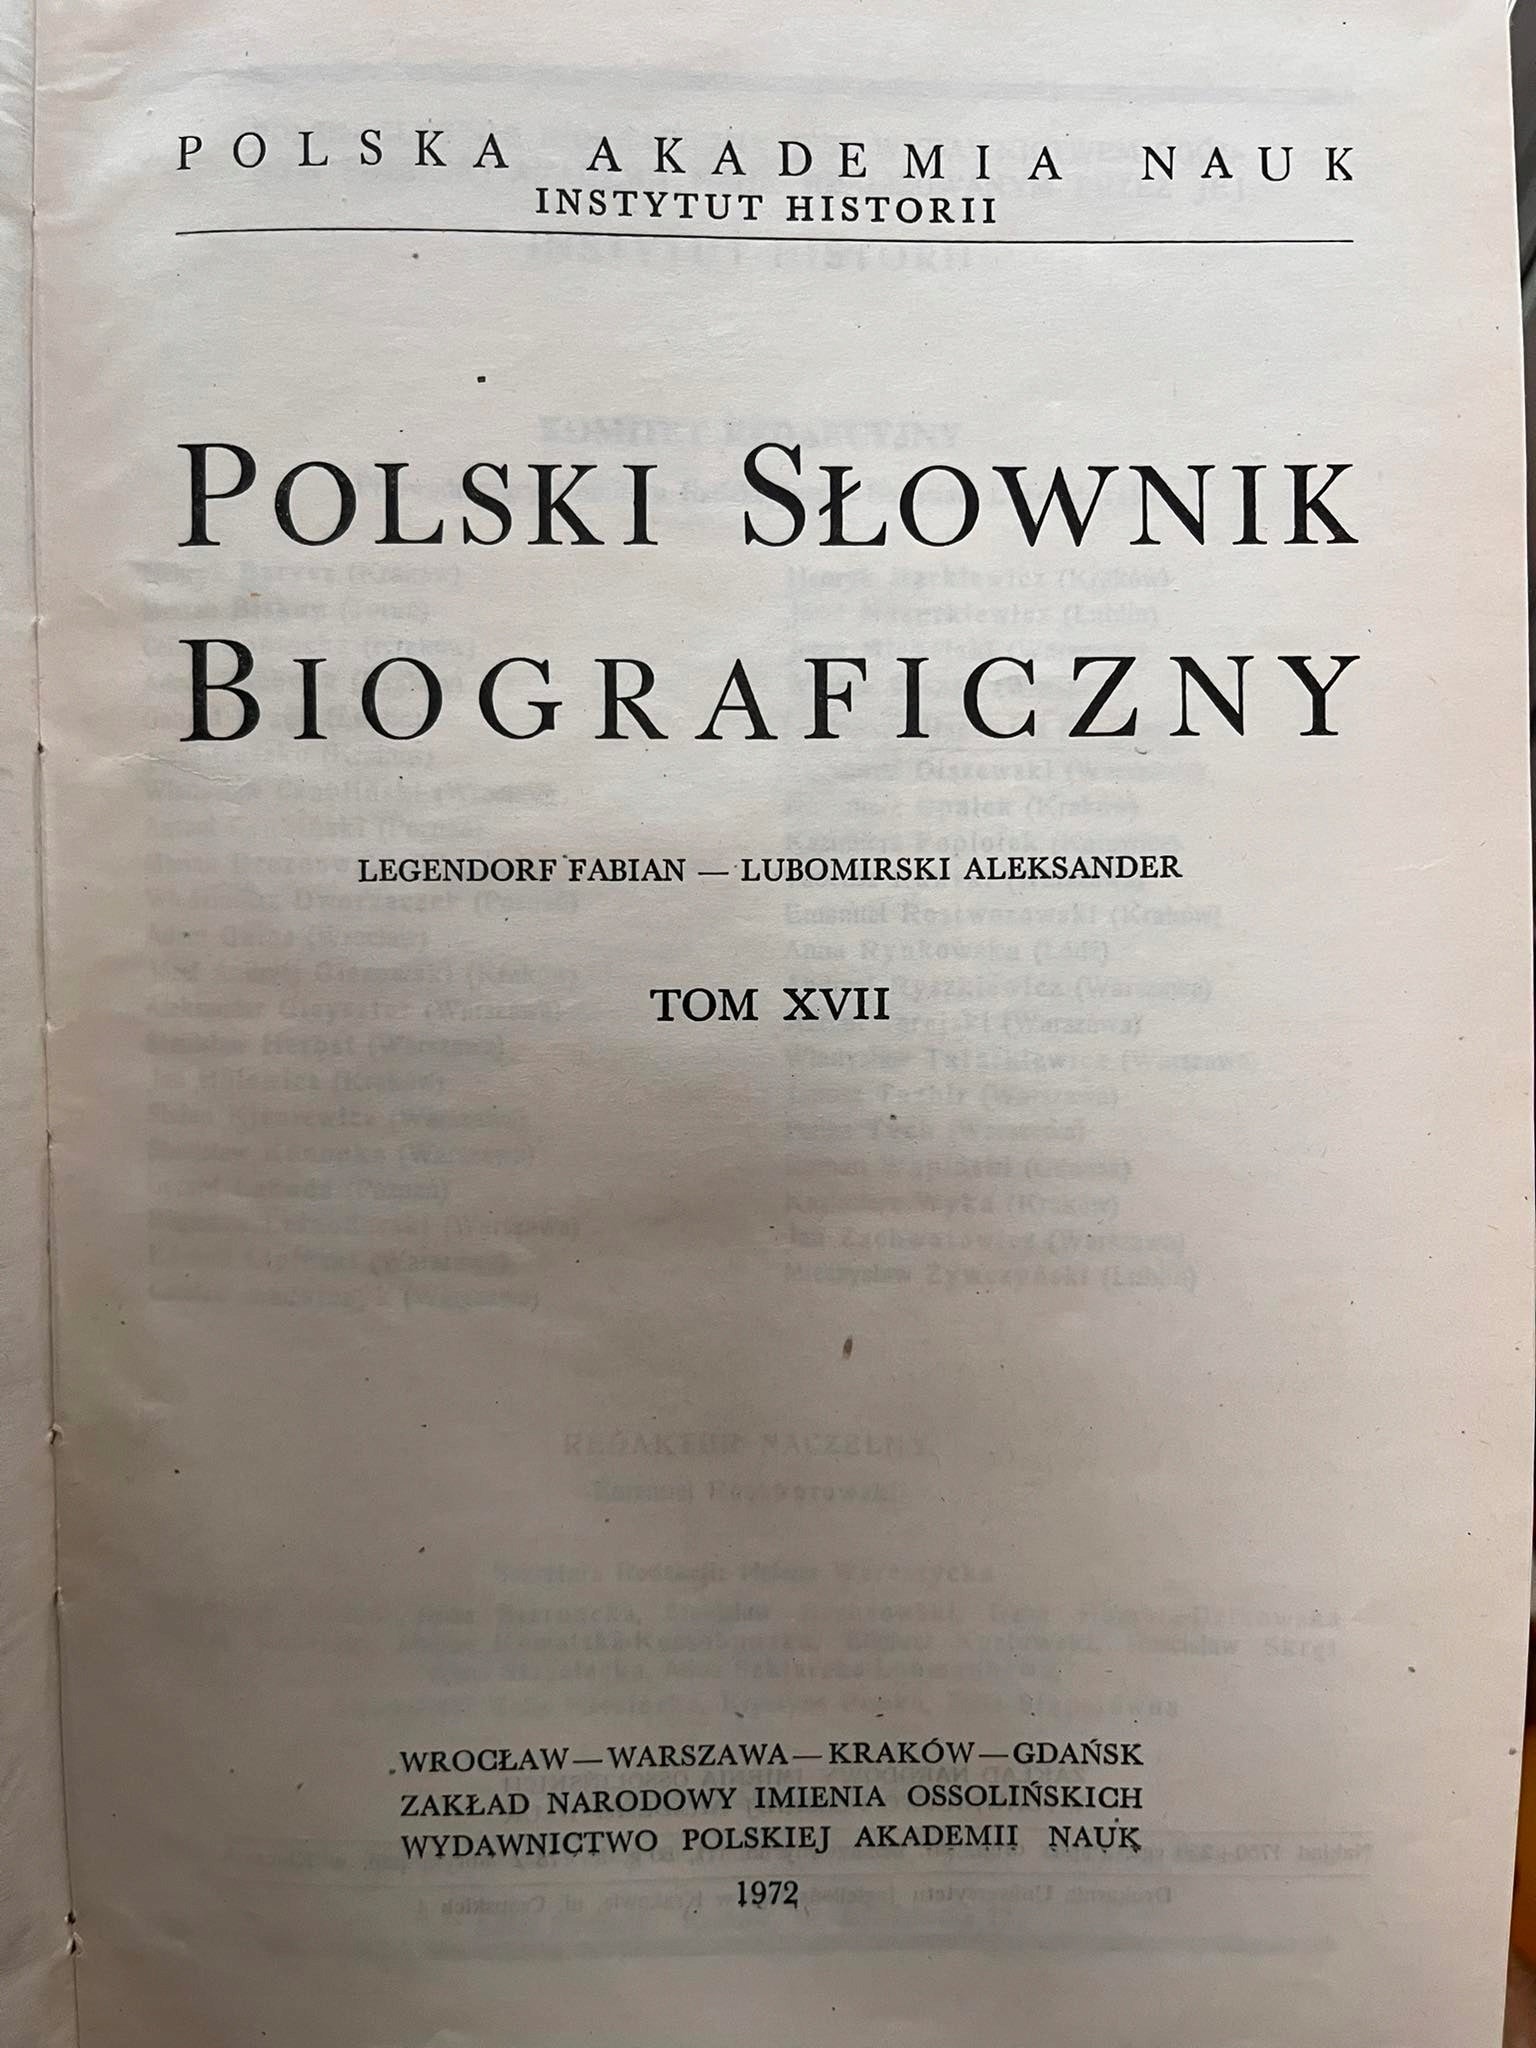 POLSKA AKADEMIA NAUK
INSTYTUT HISTORII
POLSKI SŁOWNIK
BIOGRAFICZNY
LEGENDORF FABIAN — LUBOMIRSKI ALEKSANDER
TOM XVII
WROCŁAW—WARSZAWA—KRAKÓW—GDAŃSK
ZAKŁAD NARODOWY IMIENIA OSSOLIŃSKICH
WYDAWNICTWO POLSKIEJ AKADEMII NAUK
1972